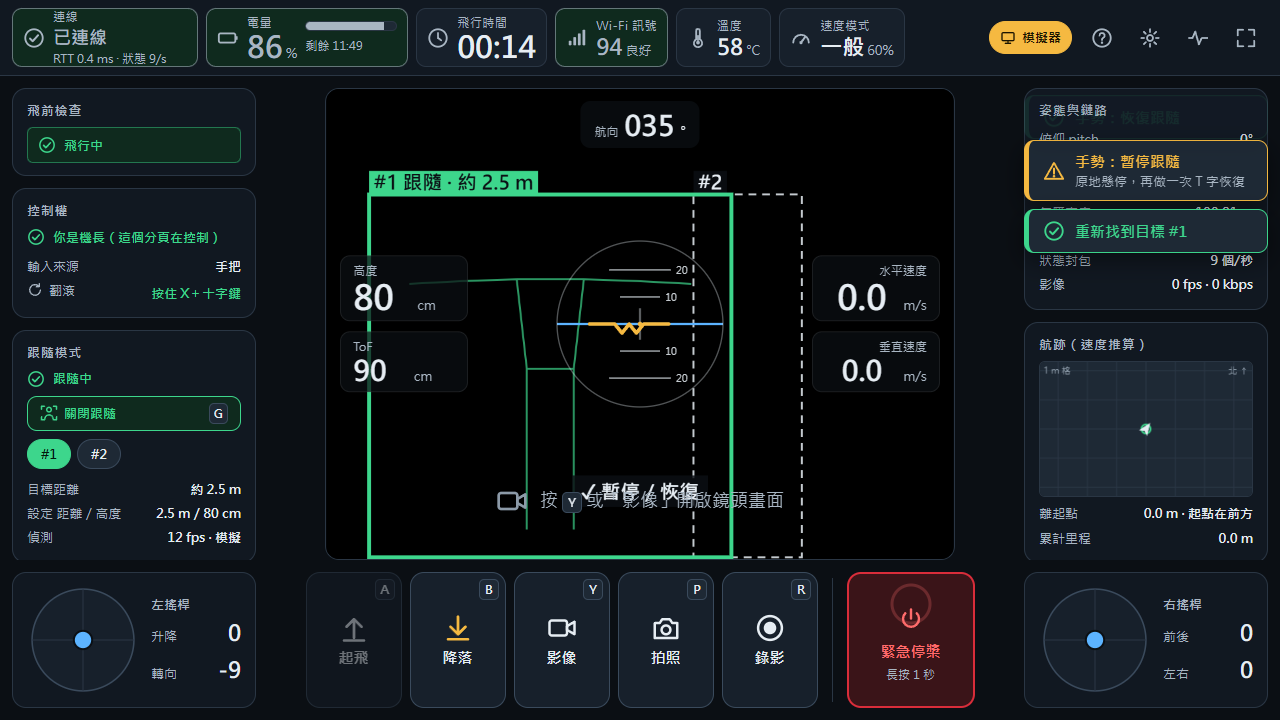 連線
已連線
RTT 0.4 ms · 狀態 9/s
電量
86 %
剩餘 11:49
飛行時間
00:14
Wi-Fi 訊號
94 良好
溫度
58 °C
速度模式
一般 60%
模擬器
飛前檢查
飛行中
控制權
你是機長（這個分頁在控制）
輸入來源 手把
翻滾 按住 X + 十字鍵
跟隨模式
跟隨中
關閉跟隨 G
#1 #2
目標距離 約 2.5 m
設定 距離 / 高度 2.5 m / 80 cm
偵測 12 fps · 模擬
航向 035 °
#1 跟隨 · 約 2.5 m
#2
高度
80 cm
ToF
90 cm
20
10
10
20
水平速度
0.0 m/s
垂直速度
0.0 m/s
✓ 暫停 / 恢復
按 Y 或 影像」開啟鏡頭畫面
姿態與鏈路
手勢：恢復跟隨
俯仰 pitch 0°
手勢：暫停跟隨
原地懸停，再做一次 T 字恢復
重新找到目標 #1
狀態封包 9 個/秒
影像 0 fps · 0 kbps
航跡（速度推算）
1 m 格 北 ↑
離起點 0.0 m · 起點在前方
累計里程 0.0 m
左搖桿
升降 0
轉向 -9
A
起飛
B
降落
Y
影像
P
拍照
R
錄影
緊急停槳
長按 1 秒
右搖桿
前後 0
左右 0